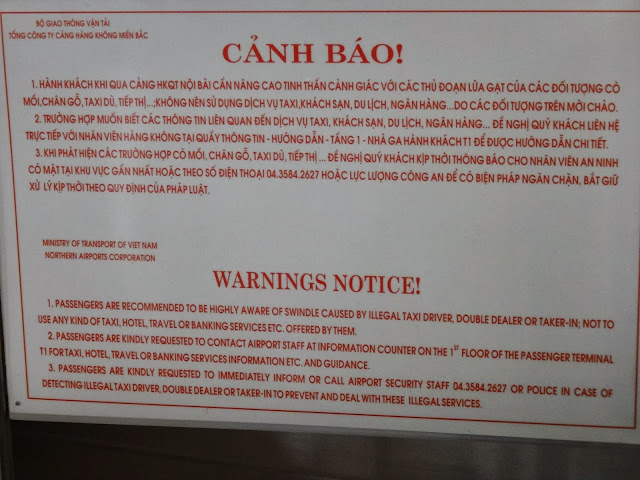 BỘ GIAO THÔNG VẬN TẢI
TỔNG CÔNG TY CẢNG HÀNG KHÔNG MIỀN BẮC
CẢNH BÁO!
1. HÀNH KHÁCH KHI QUA CẢNG HKQT NỘI BÀI CẦN NÂNG CAO TINH THẦN CẢNH GIÁC VỚI CÁC THỦ ĐOẠN LỪA GẠT CỦA CÁC ĐỐI TƯỢNG CÒ
MỒI, CHÂN GỖ, TAXI DÙ, TIẾP THỊ...;KHÔNG NÊN SỬ DỤNG DỊCH VỤ TAXI,KHÁCH SẠN, DU LỊCH, NGÂN HÀNG...DO CÁC ĐỐI TƯỢNG TRÊN MỜI CHÀO.
2. TRƯỜNG HỢP MUỐN BIẾT CÁC THÔNG TIN LIÊN QUAN ĐẾN DỊCH VỤ TAXI, KHÁCH SẠN, DU LỊCH, NGÂN HÀNG... ĐỀ NGHỊ QUÝ KHÁCH LIÊN HỆ
TRỰC TIẾP VỚI NHÂN VIÊN HÀNG KHÔNG TẠI QUẦY THÔNG TIN - HƯỚNG DẪN - TẦNG 1 - NHÀ GA HÀNH KHÁCH T1 ĐỂ ĐƯỢC HƯỚNG DẪN CHI TIẾT.
3. KHI PHÁT HIỆN CÁC TRƯỜNG HỢP CÒ MỒI, CHÂN GỖ, TAXI DÙ, TIẾP THỊ ... ĐỀ NGHỊ QUÝ KHÁCH KỊP THỜI THÔNG BÁO CHO NHÂN VIÊN AN NINH
CÓ MẶT TẠI KHU VỰC GẦN NHẤT HOẶC THEO SỐ ĐIỆN THOẠI 04.3584.2627 HOẶC LỰC LƯỢNG CÔNG AN ĐỂ CÓ BIỆN PHÁP NGĂN CHẶN, BẮT GIỮ
XỬ LÝ KỊP THỜI THEO QUY ĐỊNH CỦA PHÁP LUẬT.
MINISTRY OF TRANSPORT OF VIET NAM
NORTHERN AIRPORTS CORPORATION
WARNINGS NOTICE!
1. PASSENGERS ARE RECOMMENDED TO BE HIGHLY AWARE OF SWINDLE CAUSED BY ILLEGAL TAXI DRIVER, DOUBLE DEALER OR TAKER-IN; NOT TO
USE ANY KIND OF TAXI, HOTEL, TRAVEL OR BANKING SERVICES ETC. OFFERED BY THEM.
2. PASSENGERS ARE KINDLY REQUESTED TO CONTACT AIRPORT STAFF AT INFORMATION COUNTER ON THE 1ST FLOOR OF THE PASSENGER TERMINAL
T1 FOR TAXI, HOTEL, TRAVEL OR BANKING SERVICES INFORMATION ETC. AND GUIDANCE.
3. PASSENGERS ARE KINDLY REQUESTED TO IMMEDIATELY INFORM OR CALL AIRPORT SECURITY STAFF 04.3584.2627 OR POLICE IN CASE OF
DETECTING ILLEGAL TAXI DRIVER, DOUBLE DEALER OR TAKER-IN TO PREVENT AND DEAL WITH THESE ILLEGAL SERVICES.